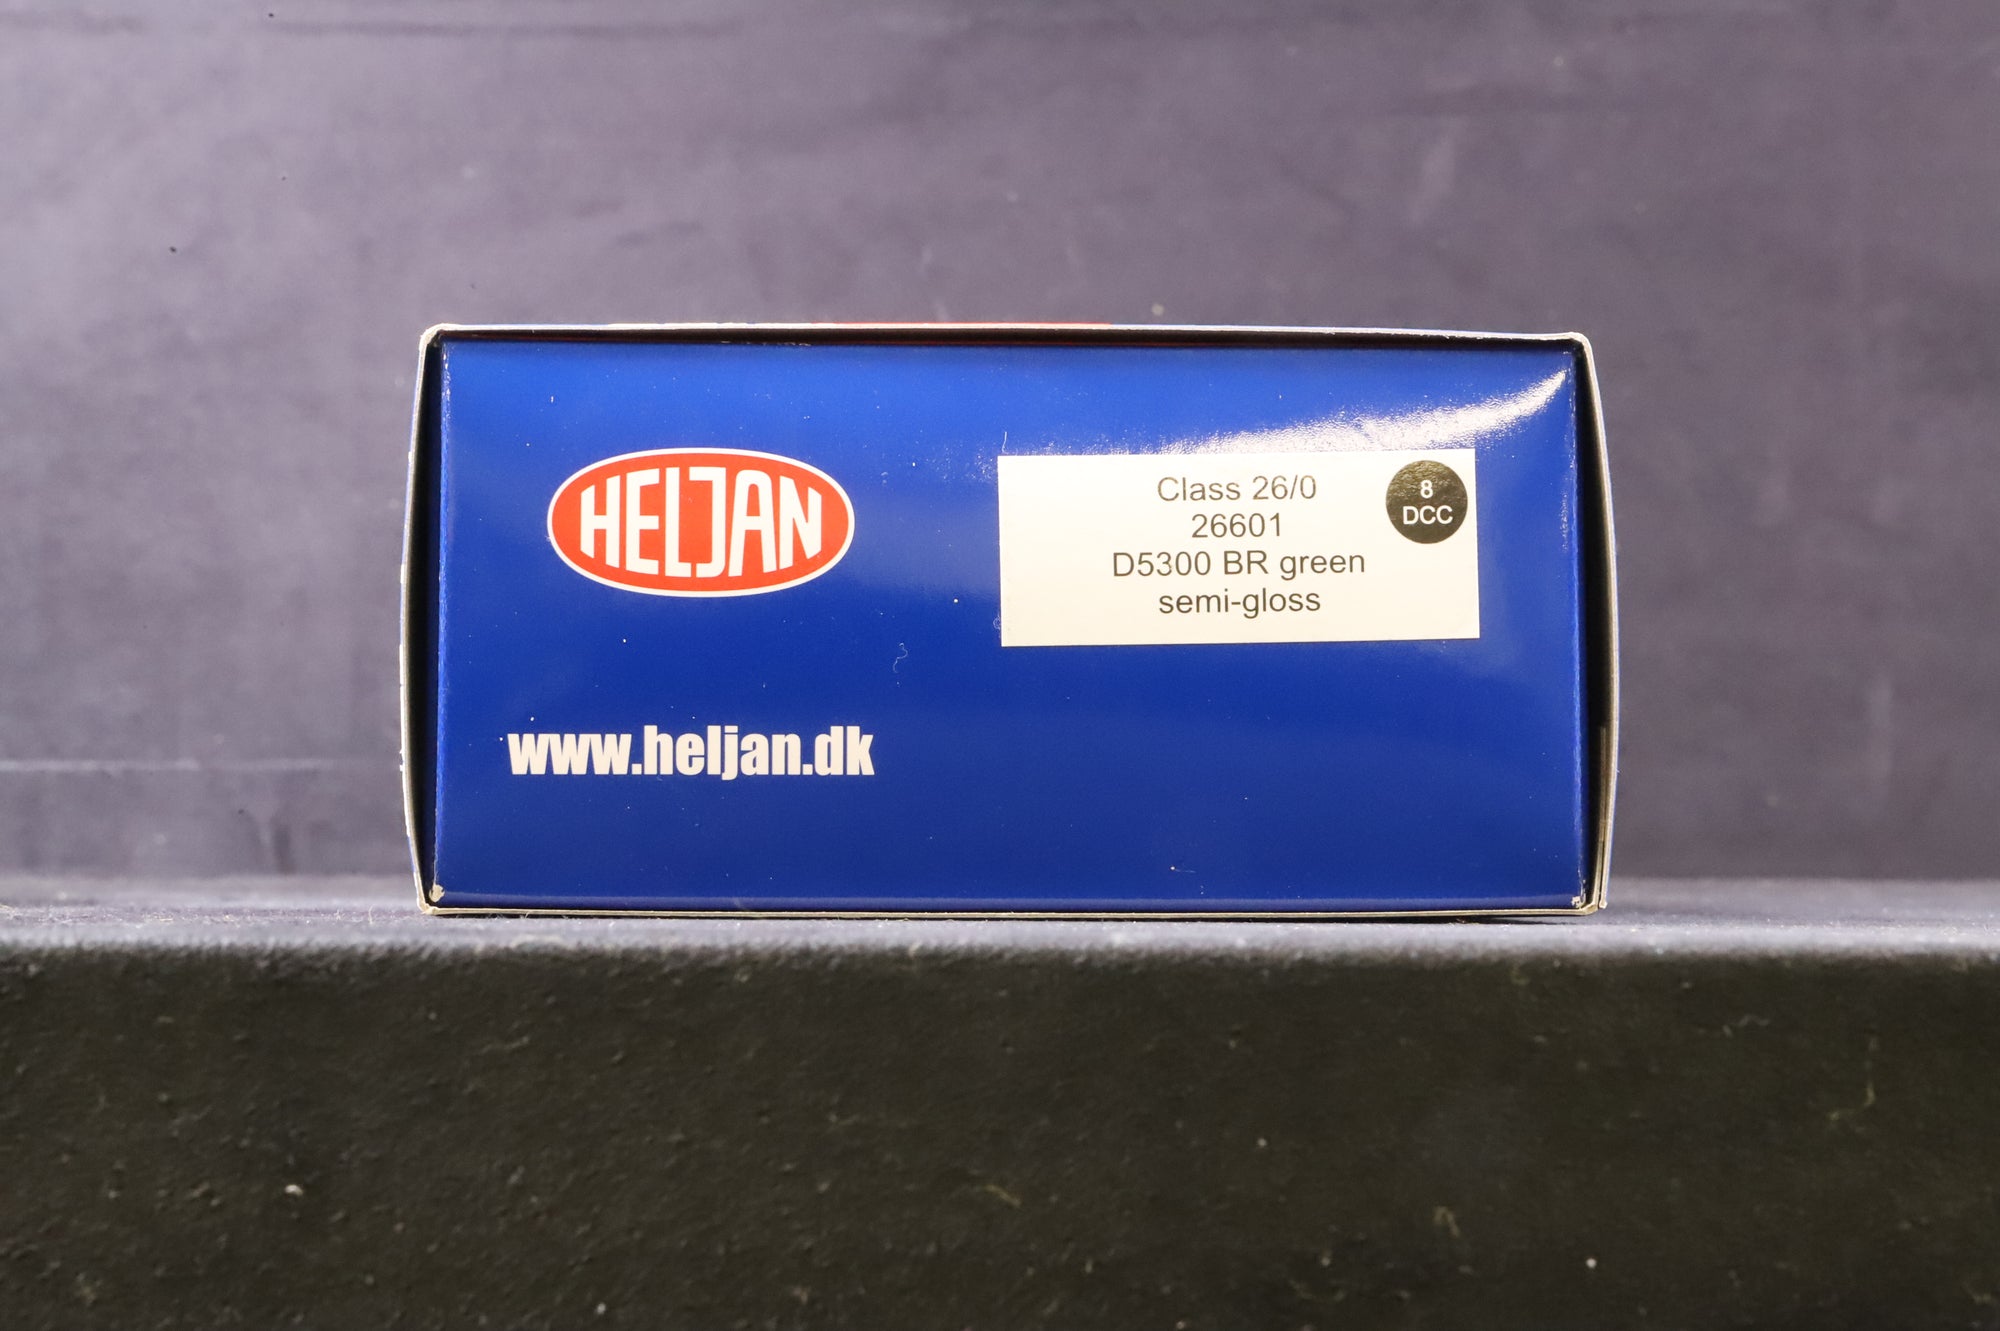 HELJAN
www.heljan.dk
Class 26/0
26601
D5300 BR green
semi-gloss
8
DCC